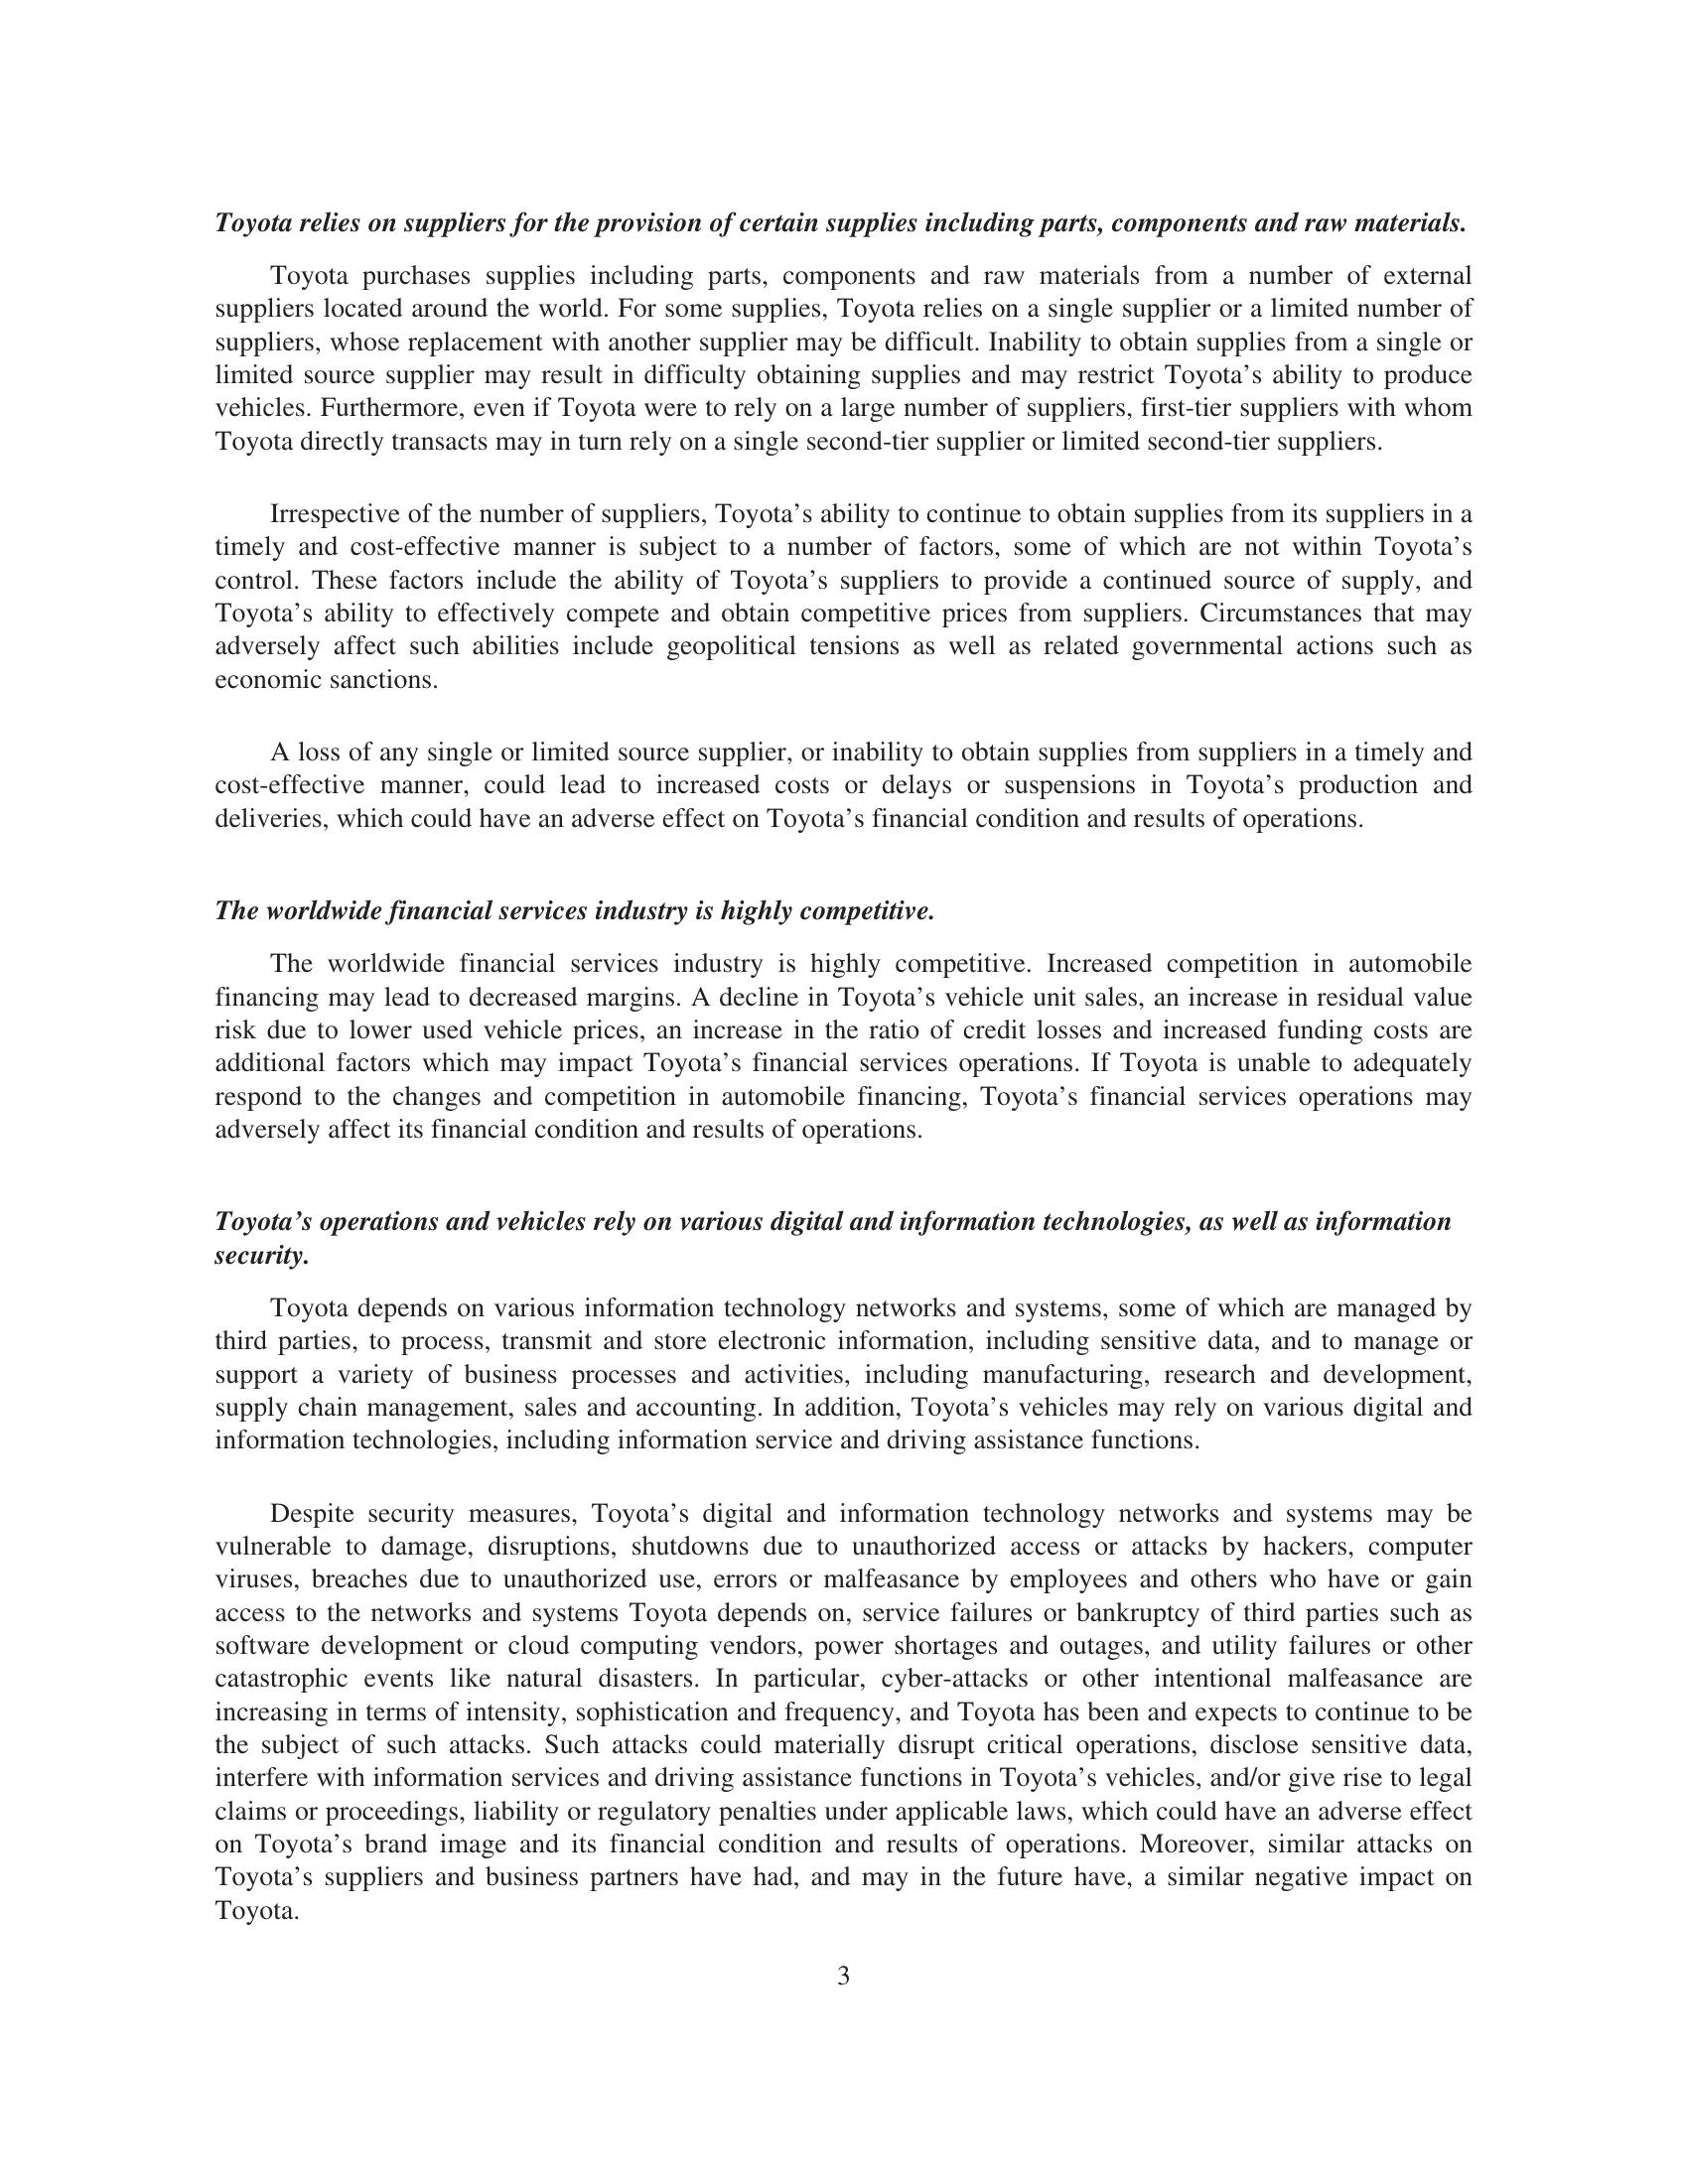 Toyota relies on suppliers for the provision of certain supplies including parts, components and raw materials.
Toyota purchases supplies including parts, components and raw materials from a number of external
suppliers located around the world. For some supplies, Toyota relies on a single supplier or a limited number of
suppliers, whose replacement with another supplier may be difficult. Inability to obtain supplies from a single or
limited source supplier may result in difficulty obtaining supplies and may restrict Toyota’s ability to produce
vehicles. Furthermore, even if Toyota were to rely on a large number of suppliers, first-tier suppliers with whom
Toyota directly transacts may in turn rely on a single second-tier supplier or limited second-tier suppliers.
Irrespective of the number of suppliers, Toyota’s ability to continue to obtain supplies from its suppliers in a
timely and cost-effective manner is subject to a number of factors, some of which are not within Toyota’s
control. These factors include the ability of Toyota’s suppliers to provide a continued source of supply, and
Toyota’s ability to effectively compete and obtain competitive prices from suppliers. Circumstances that may
adversely affect such abilities include geopolitical tensions as well as related governmental actions such as
economic sanctions.
A loss of any single or limited source supplier, or inability to obtain supplies from suppliers in a timely and
cost-effective manner, could lead to increased costs or delays or suspensions in Toyota’s production and
deliveries, which could have an adverse effect on Toyota’s financial condition and results of operations.
The worldwide financial services industry is highly competitive.
The worldwide financial services industry is highly competitive. Increased competition in automobile
financing may lead to decreased margins. A decline in Toyota’s vehicle unit sales, an increase in residual value
risk due to lower used vehicle prices, an increase in the ratio of credit losses and increased funding costs are
additional factors which may impact Toyota’s financial services operations. If Toyota is unable to adequately
respond to the changes and competition in automobile financing, Toyota’s financial services operations may
adversely affect its financial condition and results of operations.
Toyota’s operations and vehicles rely on various digital and information technologies, as well as information
security.
Toyota depends on various information technology networks and systems, some of which are managed by
third parties, to process, transmit and store electronic information, including sensitive data, and to manage or
support a variety of business processes and activities, including manufacturing, research and development,
supply chain management, sales and accounting. In addition, Toyota’s vehicles may rely on various digital and
information technologies, including information service and driving assistance functions.
Despite security measures, Toyota’s digital and information technology networks and systems may be
vulnerable to damage, disruptions, shutdowns due to unauthorized access or attacks by hackers, computer
viruses, breaches due to unauthorized use, errors or malfeasance by employees and others who have or gain
access to the networks and systems Toyota depends on, service failures or bankruptcy of third parties such as
software development or cloud computing vendors, power shortages and outages, and utility failures or other
catastrophic events like natural disasters. In particular, cyber-attacks or other intentional malfeasance are
increasing in terms of intensity, sophistication and frequency, and Toyota has been and expects to continue to be
the subject of such attacks. Such attacks could materially disrupt critical operations, disclose sensitive data,
interfere with information services and driving assistance functions in Toyota’s vehicles, and/or give rise to legal
claims or proceedings, liability or regulatory penalties under applicable laws, which could have an adverse effect
on Toyota’s brand image and its financial condition and results of operations. Moreover, similar attacks on
Toyota’s suppliers and business partners have had, and may in the future have, a similar negative impact on
Toyota.
3